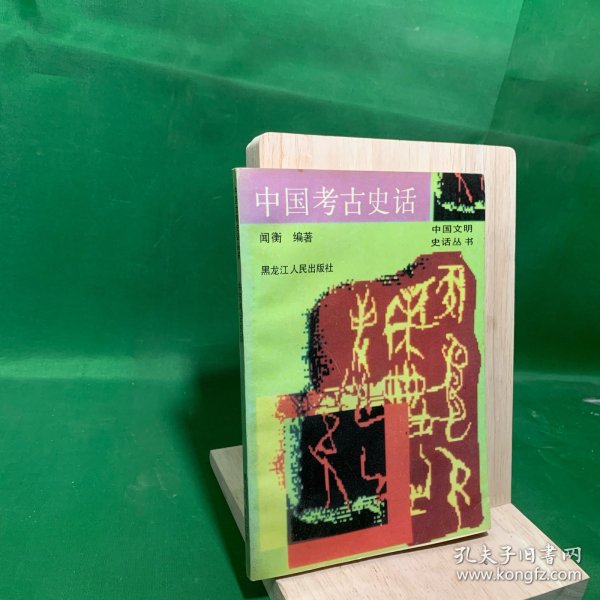 中国考古史话
中国文明
史话丛书
闻衡 编著
黑龙江人民出版社
孔夫子旧书网
www.kongfz.com